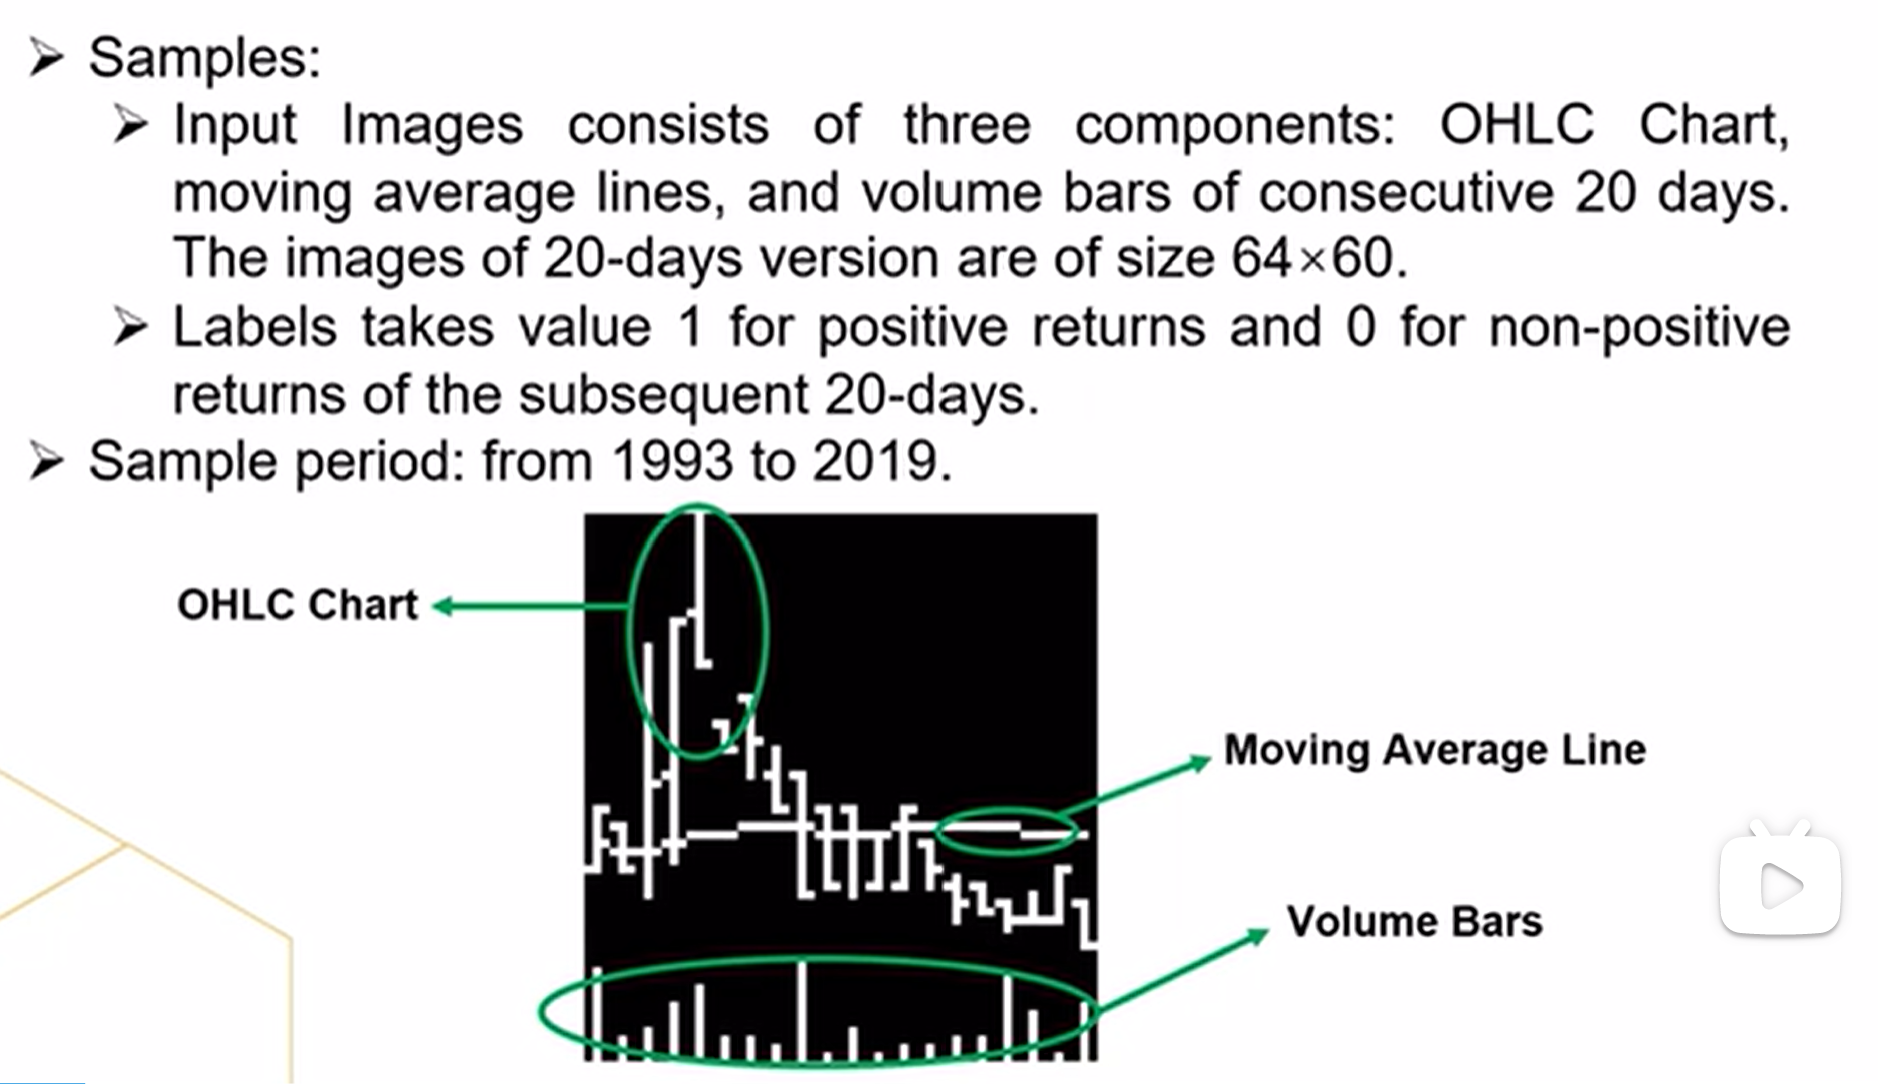 Samples:
Input Images consists of three components: OHLC Chart,
moving average lines, and volume bars of consecutive 20 days.
The images of 20-days version are of size 64×60.
Labels takes value 1 for positive returns and 0 for non-positive
returns of the subsequent 20-days.
Sample period: from 1993 to 2019.
OHLC Chart
Moving Average Line
Volume Bars